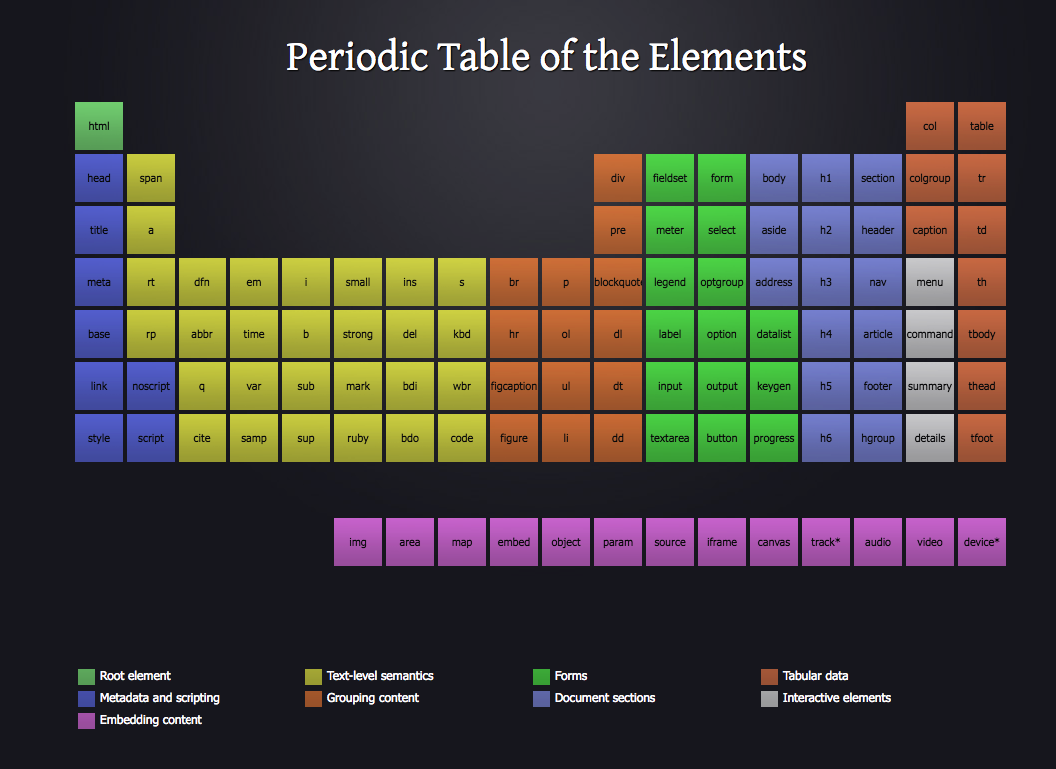 Periodic Table of the Elements
html col table
head span div fieldset form body h1 section colgroup tr
title a pre meter select aside h2 header caption td
meta rt dfn em i small ins s br p blockquote legend optgroup address h3 nav menu th
base rp abbr time b strong del kbd hr ol dl label option datalist h4 article command tbody
link noscript q var sub mark bdi wbr figcaption ul dt input output keygen h5 footer summary thead
style script cite samp sup ruby bdo code figure li dd textarea button progress h6 hgroup details tfoot
img area map embed object param source iframe canvas track* audio video device*
Root element Text-level semantics Forms Tabular data
Metadata and scripting Grouping content Document sections Interactive elements
Embedding content